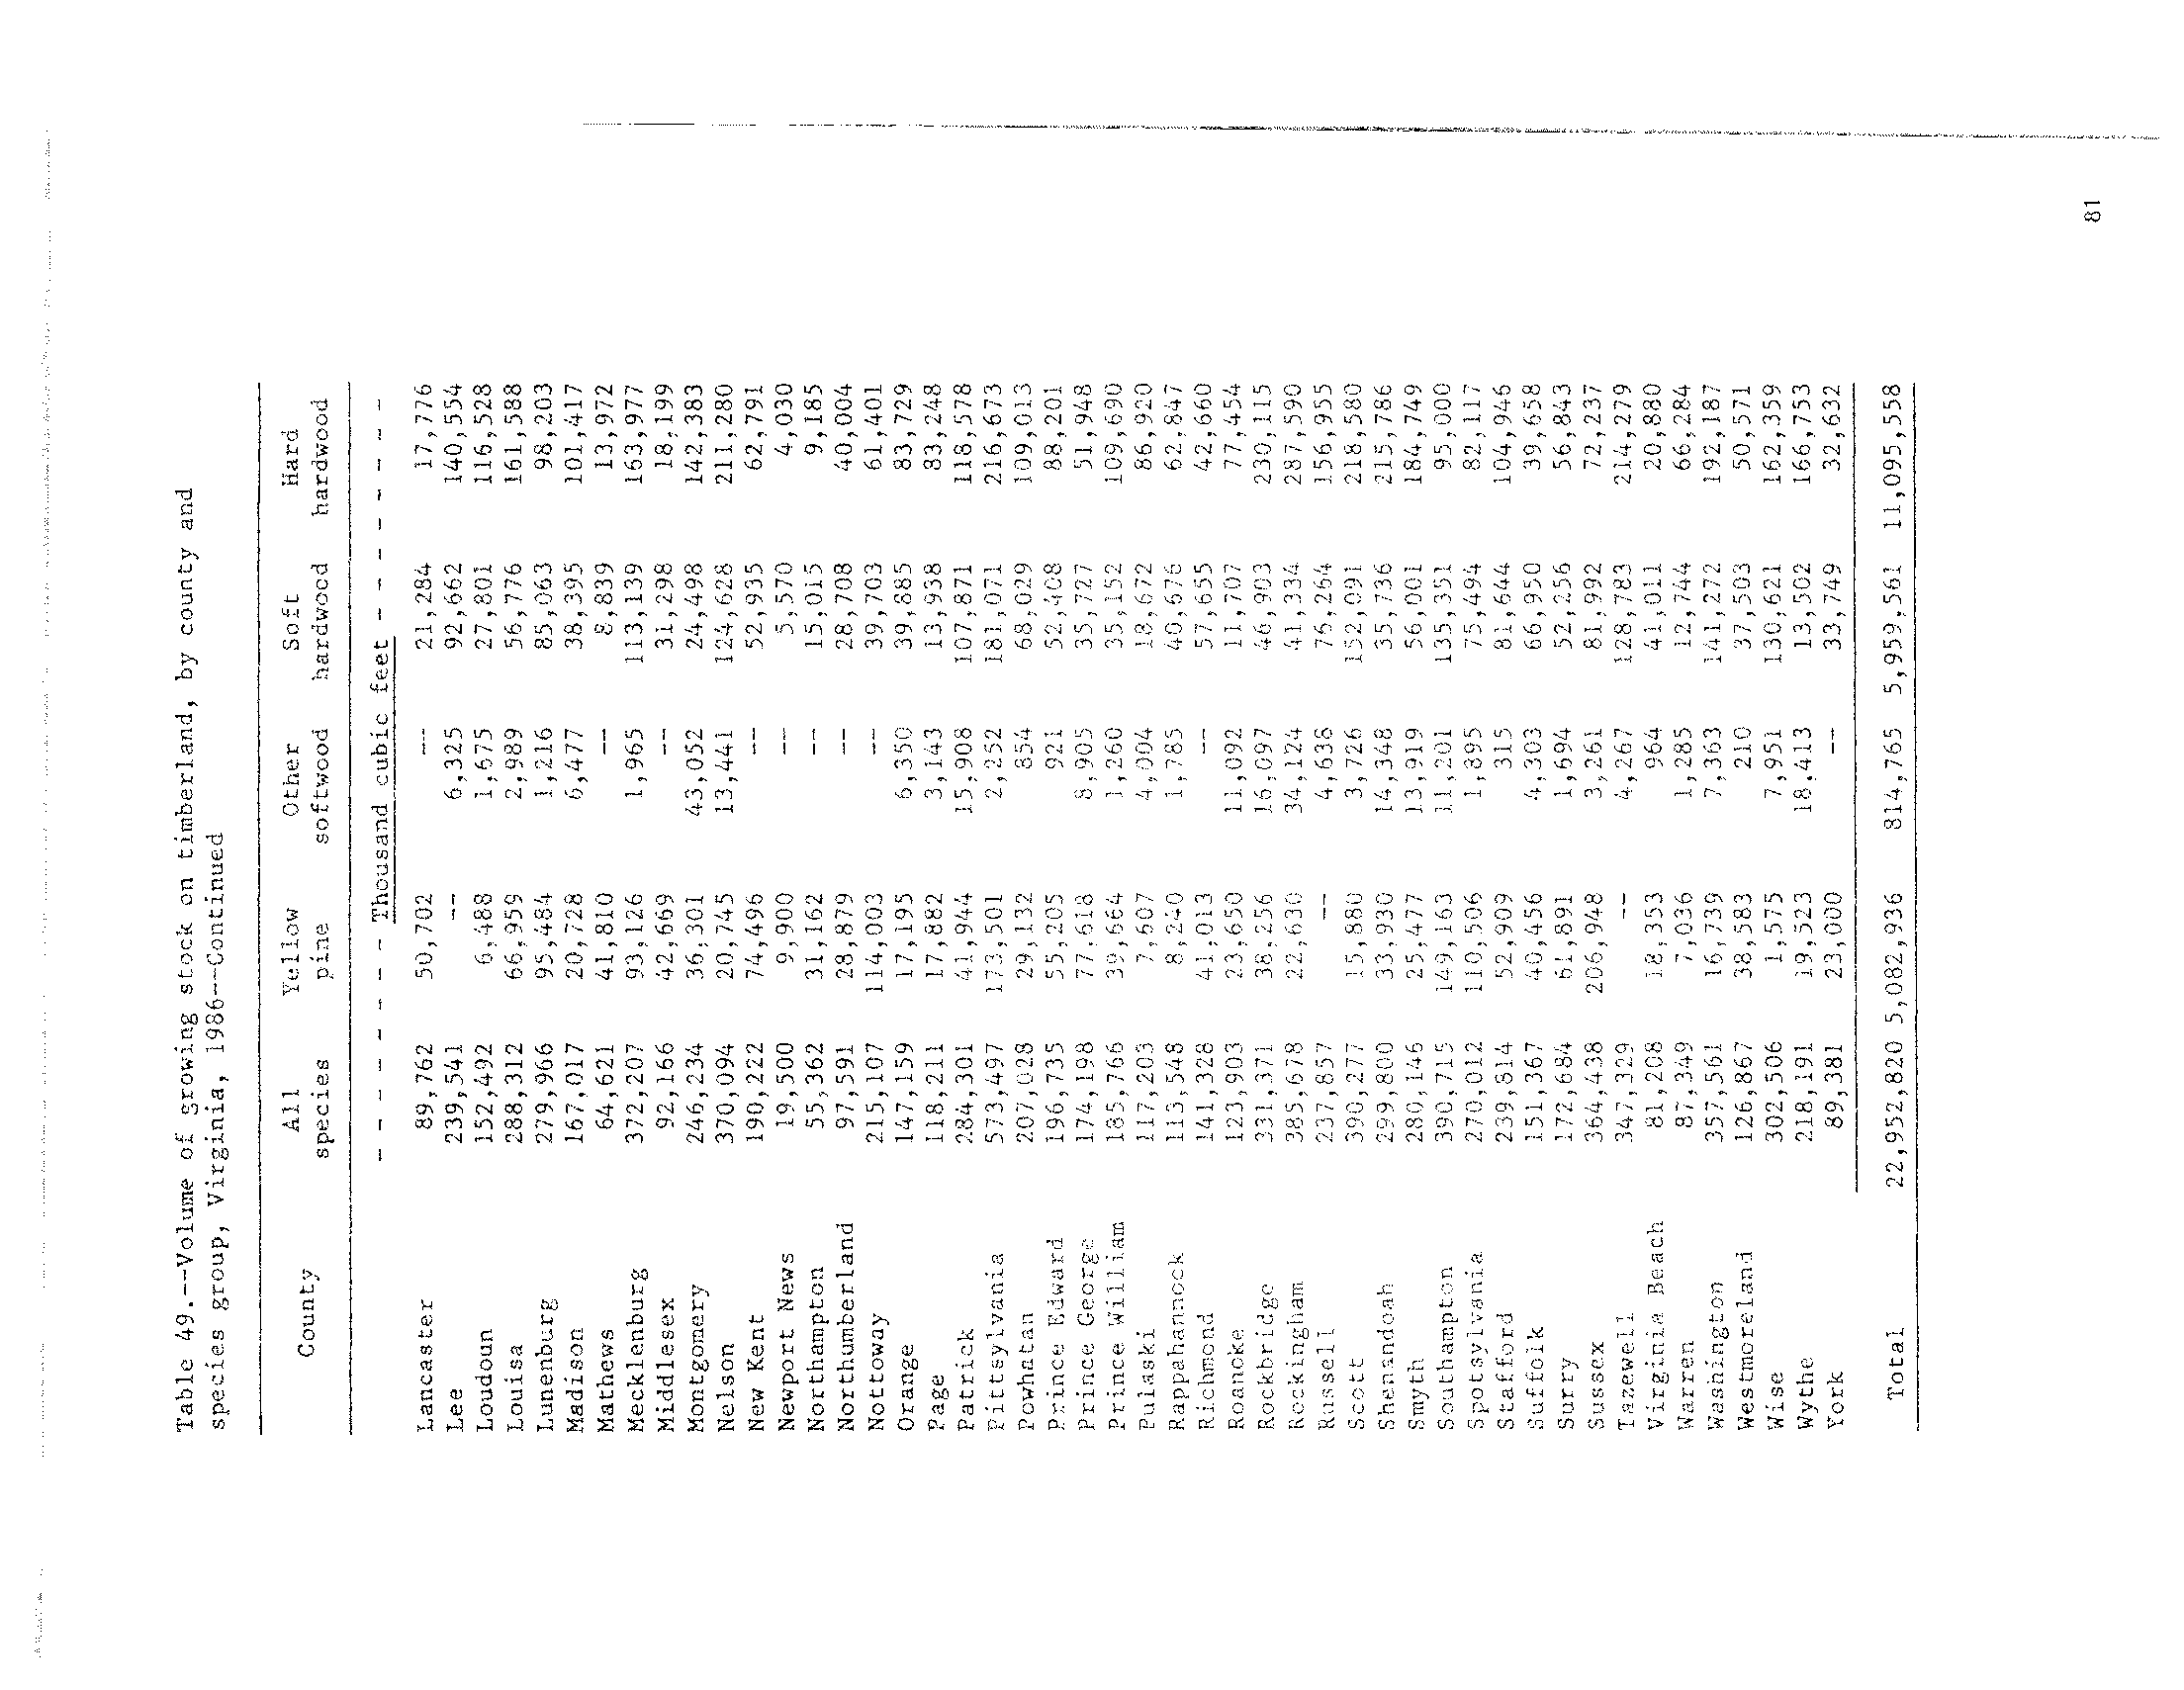 Table 49.--Volume of growing stock on timberland, by county and
species group, Virginia, 1986--Continued
County All species Yellow pine Other softwood Soft hardwood Hard hardwood
- - - - - - - - Thousand cubic feet - - - - - - - -
Lancaster 89,762 50,702 -- 21,284 17,776
Lee 239,541 -- 6,325 92,662 140,554
Loudoun 152,492 6,488 1,675 27,801 116,528
Louisa 288,312 66,959 2,989 56,776 161,588
Lunenburg 279,966 95,484 1,216 85,063 98,203
Madison 167,017 20,728 6,477 38,395 101,417
Mathews 64,621 41,810 -- 8,839 13,972
Mecklenburg 372,207 93,126 1,965 113,139 163,977
Middlesex 92,166 42,669 -- 31,298 18,199
Montgomery 246,234 36,301 43,052 24,498 142,383
Nelson 370,094 20,745 13,441 124,628 211,280
New Kent 190,222 74,496 -- 52,935 62,791
Newport News 19,500 9,900 -- 5,570 4,030
Northampton 55,362 31,162 -- 15,015 9,185
Northumberland 97,591 28,879 -- 28,708 40,004
Nottoway 215,107 114,003 -- 39,703 61,401
Orange 147,159 17,195 6,350 39,885 83,729
Page 118,211 17,882 3,143 13,938 83,248
Patrick 284,301 41,944 15,908 107,871 118,578
Pittsylvania 573,497 173,501 2,252 181,071 216,673
Powhatan 207,028 29,132 854 68,029 109,013
Prince Edward 196,735 55,205 921 52,408 88,201
Prince George 174,198 77,618 8,905 35,727 51,948
Prince William 185,766 39,664 1,260 35,152 109,690
Pulaski 117,203 7,607 4,004 18,672 86,920
Rappahannock 113,548 8,240 1,785 40,676 62,847
Richmond 141,328 41,013 -- 57,655 42,660
Roanoke 123,903 23,650 11,092 11,707 77,454
Rockbridge 331,371 38,256 16,097 46,903 230,115
Rockingham 385,678 22,630 34,124 41,334 287,590
Russell 237,857 -- 4,638 76,264 156,955
Scott 390,277 15,880 3,726 152,091 218,580
Shenandoah 299,800 33,930 14,348 35,736 215,786
Smyth 280,146 25,477 13,919 56,001 184,749
Southampton 390,715 149,163 11,201 135,351 95,000
Spotsylvania 270,012 110,506 1,895 75,494 82,117
Stafford 239,814 52,909 315 81,644 104,946
Suffolk 151,367 40,456 4,303 66,950 39,658
Surry 172,684 61,891 1,694 52,256 56,843
Sussex 364,438 206,948 3,261 81,992 72,237
Tazewell 347,329 -- 4,267 128,783 214,279
Virginia Beach 81,208 18,353 964 41,011 20,880
Warren 87,349 7,036 1,285 12,744 66,284
Washington 357,561 16,739 7,363 141,272 192,187
Westmoreland 126,867 38,583 210 37,503 50,571
Wise 302,506 1,575 7,951 130,621 162,359
Wythe 218,191 19,523 18,413 13,502 166,753
York 89,381 23,000 -- 33,749 32,632
Total 22,952,820 5,082,936 814,765 5,959,561 11,095,558
81